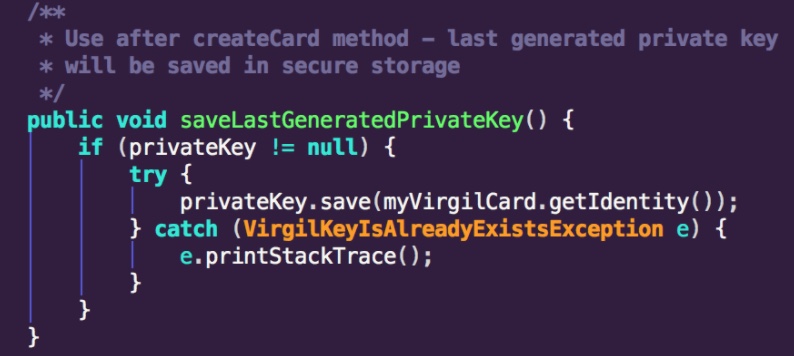 /**
 * Use after createCard method – last generated private key
 * will be saved in secure storage
 */
public void saveLastGeneratedPrivateKey() {
    if (privateKey != null) {
        try {
            privateKey.save(myVirgilCard.getIdentity());
        } catch (VirgilKeyIsAlreadyExistsException e) {
            e.printStackTrace();
        }
    }
}